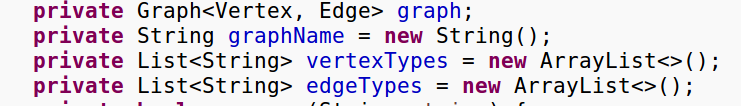 private Graph<Vertex, Edge> graph;
private String graphName = new String();
private List<String> vertexTypes = new ArrayList<>();
private List<String> edgeTypes = new ArrayList<>();